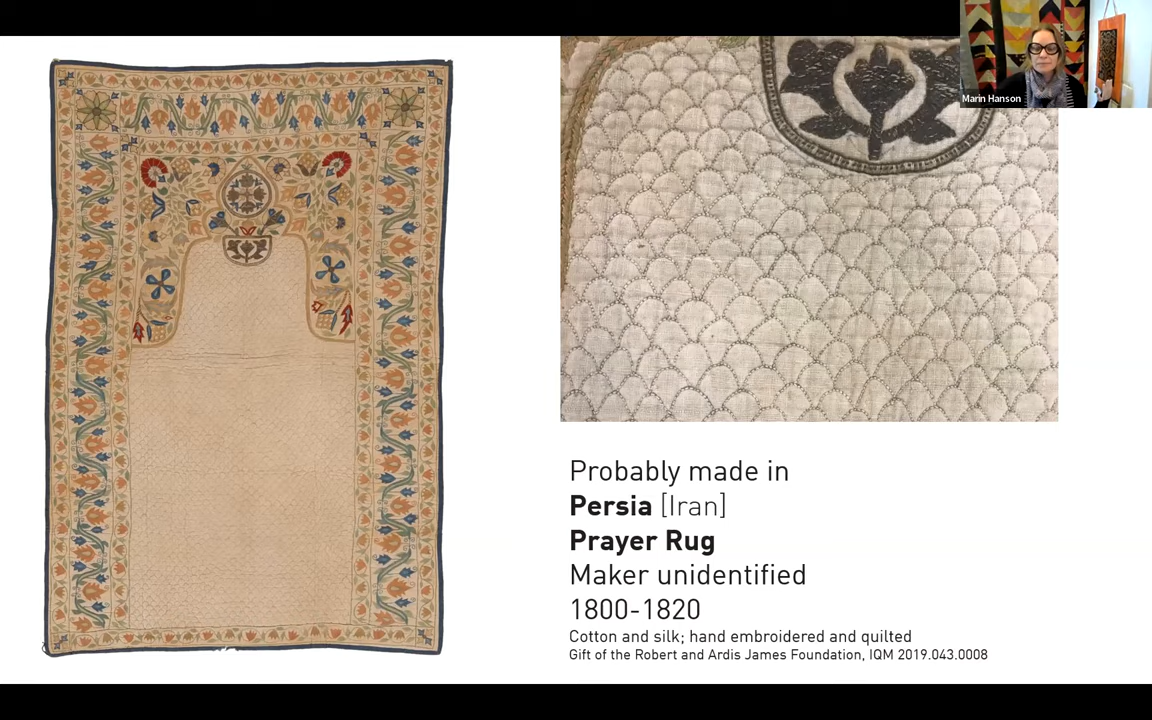 Marin Hanson
Probably made in
Persia [Iran]
Prayer Rug
Maker unidentified
1800-1820
Cotton and silk; hand embroidered and quilted
Gift of the Robert and Ardis James Foundation, IQM 2019.043.0008